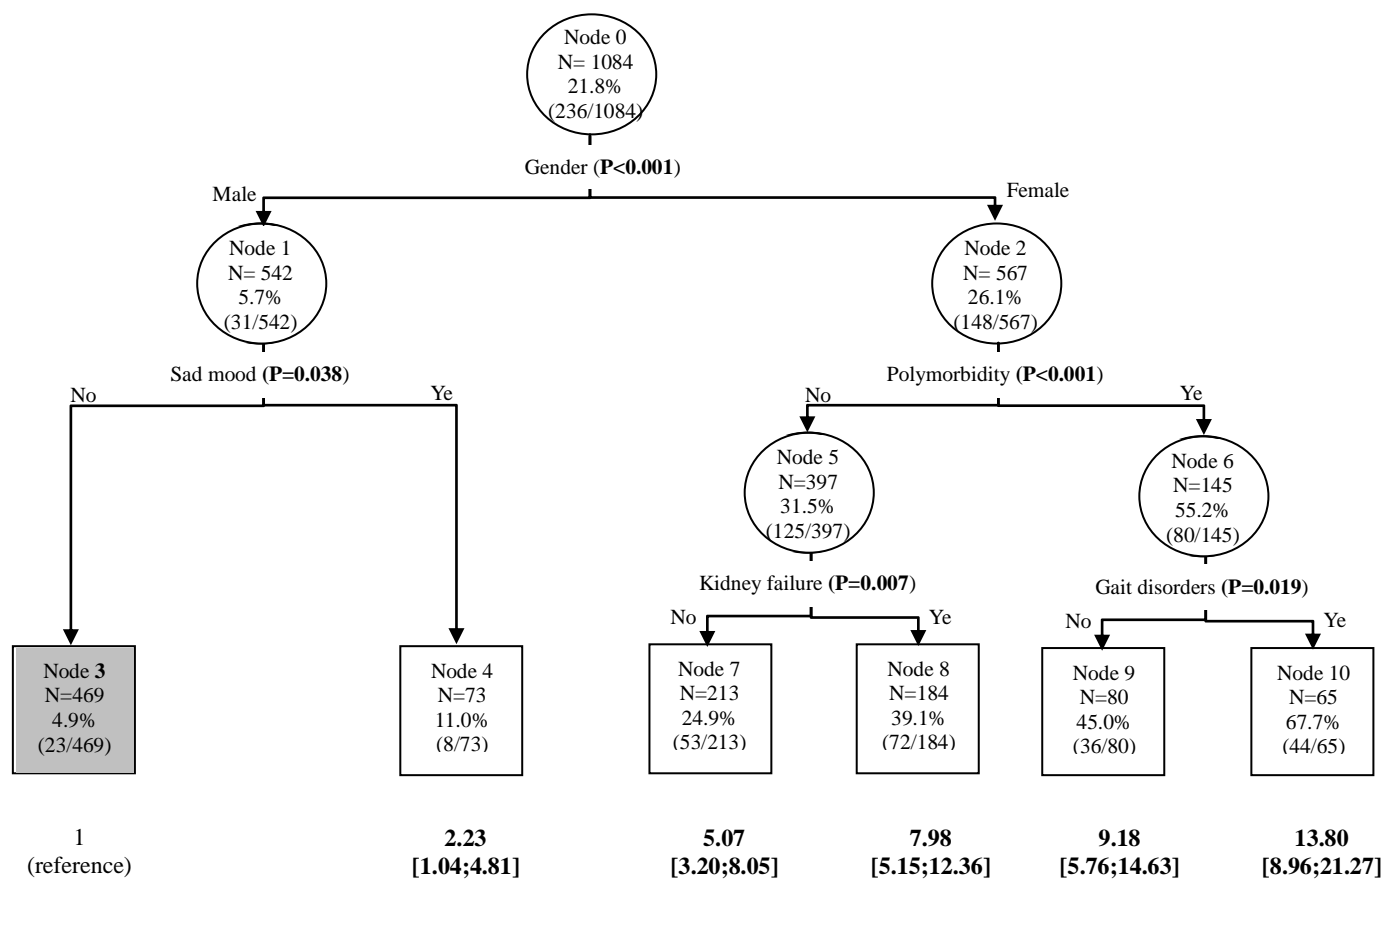 Node 0
N= 1084
21.8%
(236/1084)
Gender (P<0.001)
Male
Female
Node 1
N= 542
5.7%
(31/542)
Node 2
N= 567
26.1%
(148/567)
Sad mood (P=0.038)
No
Ye
Polymorbidity (P<0.001)
No
Ye
Node 5
N=397
31.5%
(125/397)
Node 6
N=145
55.2%
(80/145)
Kidney failure (P=0.007)
No
Ye
Gait disorders (P=0.019)
No
Ye
Node 3
N=469
4.9%
(23/469)
Node 4
N=73
11.0%
(8/73)
Node 7
N=213
24.9%
(53/213)
Node 8
N=184
39.1%
(72/184)
Node 9
N=80
45.0%
(36/80)
Node 10
N=65
67.7%
(44/65)
1
(reference)
2.23
[1.04;4.81]
5.07
[3.20;8.05]
7.98
[5.15;12.36]
9.18
[5.76;14.63]
13.80
[8.96;21.27]